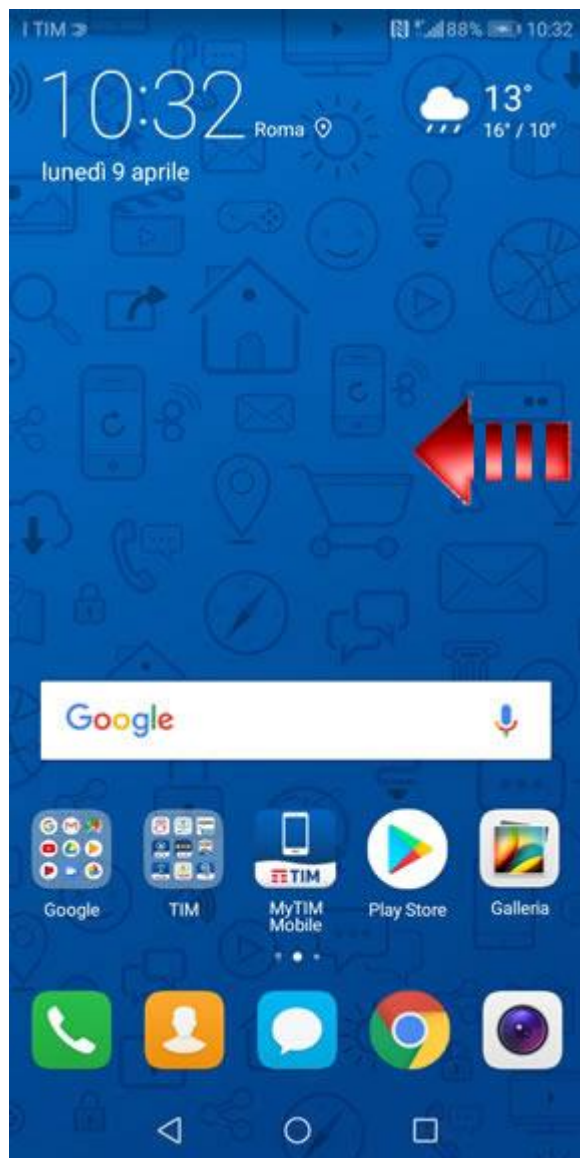 I TIM 88% 10:32
10:32 Roma 13°
16° / 10°
lunedì 9 aprile
Google
TIM
Google TIM MyTIM Play Store Galleria
Mobile